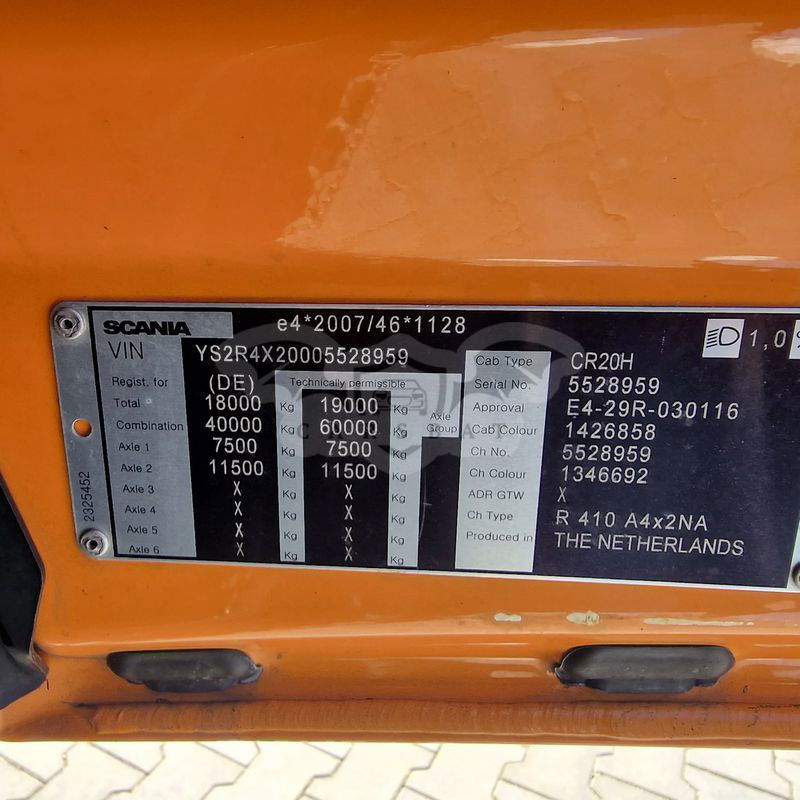 SCANIA e4*2007/46*1128
VIN YS2R4X20005528959
1,0
Regist. for (DE) Technically permissible
Total 18000 Kg 19000 Kg
Combination 40000 Kg 60000 Kg Axle Group
Axle 1 7500 7500
Axle 2 11500 Kg 11500 Kg
Axle 3 X Kg X Kg
Axle 4 X Kg X Kg
Axle 5 X Kg X Kg
Axle 6 X Kg X Kg
Cab Type CR20H
Serial No. 5528959
Approval E4-29R-030116
Cab Colour 1426858
Ch No. 5528959
Ch Colour 1346692
ADR GTW X
Ch Type R 410 A4x2NA
Produced in THE NETHERLANDS
2325452